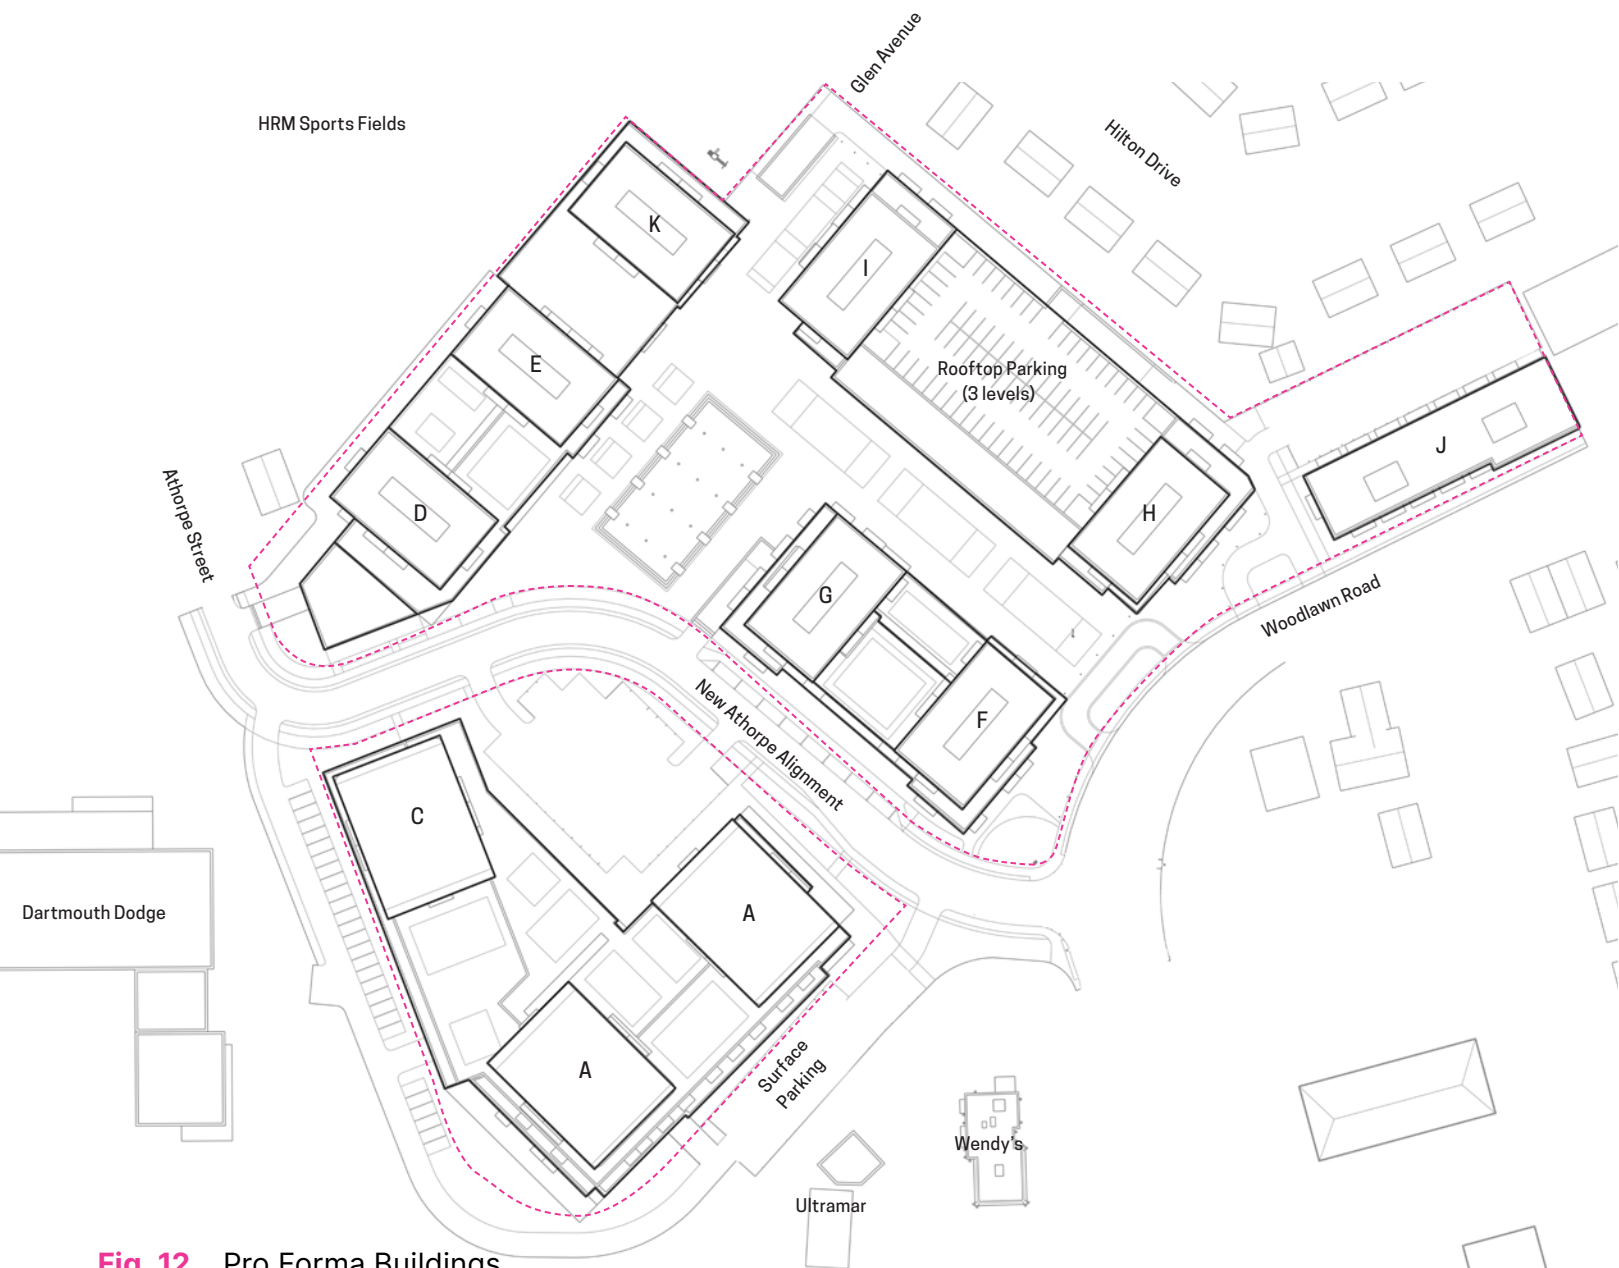 Glen Avenue
HRM Sports Fields
Hilton Drive
K
I
E
Rooftop Parking
(3 levels)
J
Athorpe Street
D
H
G
Woodlawn Road
F
New Athorpe Alignment
C
A
Dartmouth Dodge
A
Surface
Parking
Wendy's
Ultramar
Fig. 12 Pro Forma Buildings